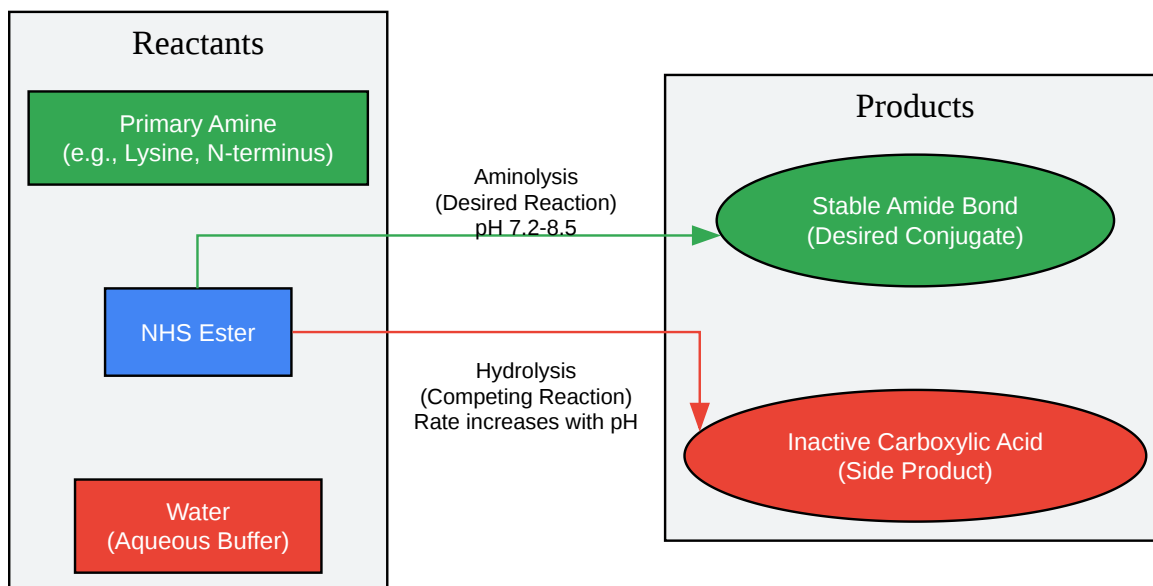 Reactants
Primary Amine
(e.g., Lysine, N-terminus)
NHS Ester
Water
(Aqueous Buffer)
Aminolysis
(Desired Reaction)
pH 7.2-8.5
Hydrolysis
(Competing Reaction)
Rate increases with pH
Products
Stable Amide Bond
(Desired Conjugate)
Inactive Carboxylic Acid
(Side Product)